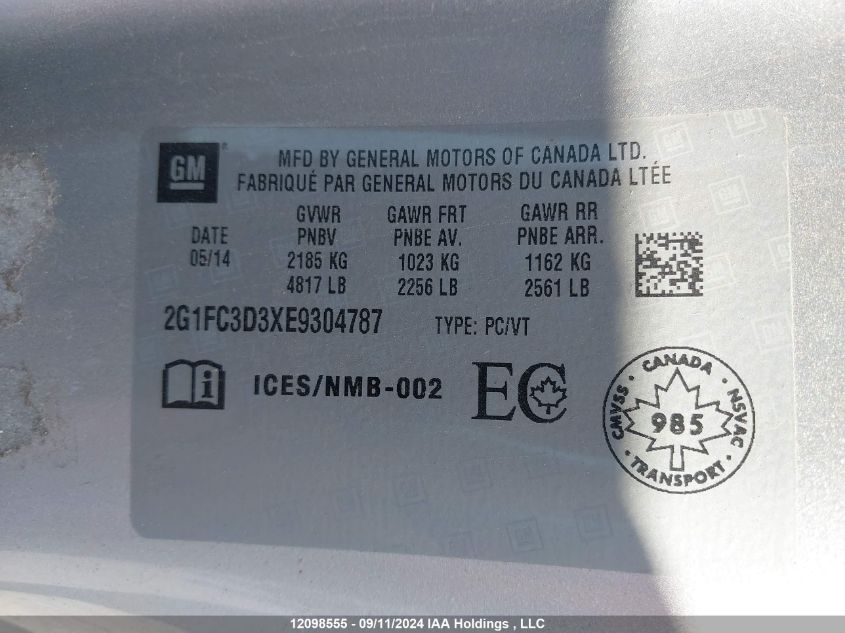 GM ®
MFD BY GENERAL MOTORS OF CANADA LTD.
FABRIQUÉ PAR GENERAL MOTORS DU CANADA LTÉE
GVWR GAWR FRT GAWR RR
DATE PNBV PNBE AV. PNBE ARR.
05/14 2185 KG 1023 KG 1162 KG
4817 LB 2256 LB 2561 LB
2G1FC3D3XE9304787 TYPE: PC/VT
i ICES/NMB-002 EC
CANADA
CMVSS 985 NSVAC
TRANSPORT
12098555 - 09/11/2024 IAA Holdings , LLC